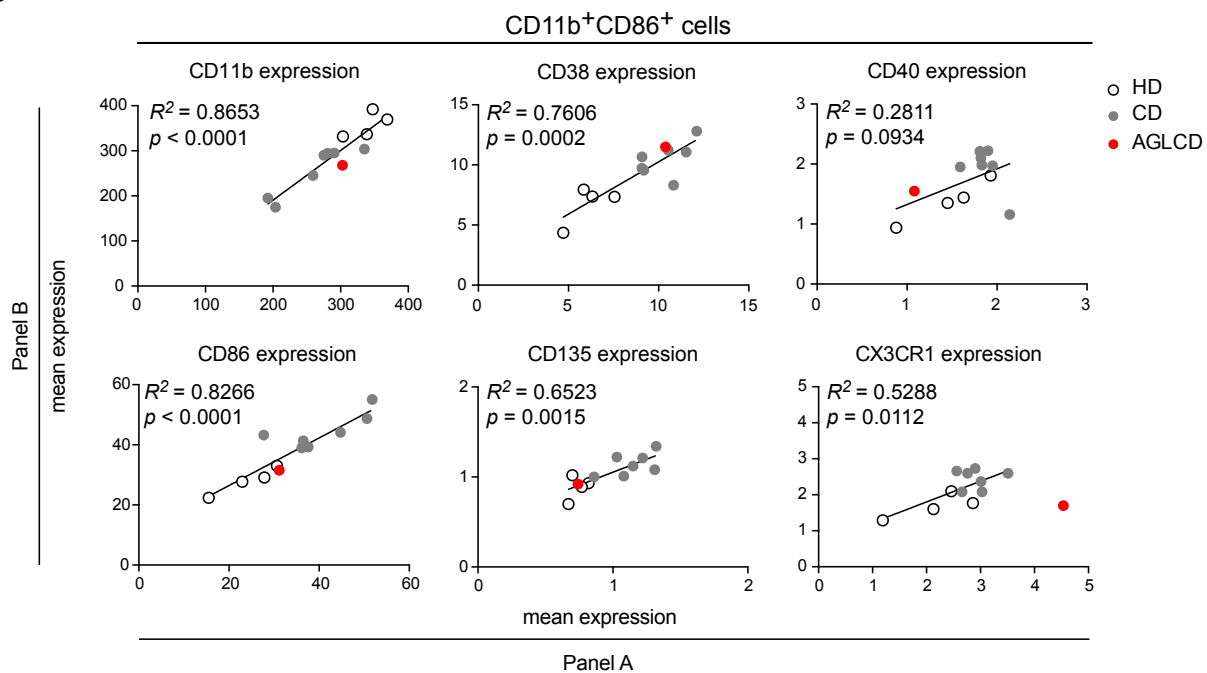 CD11b+CD86+ cells
CD11b expression
R2 = 0.8653
p < 0.0001
400
300
200
100
0
0 100 200 300 400
CD38 expression
R2 = 0.7606
p = 0.0002
15
10
5
0
0 5 10 15
CD40 expression
R2 = 0.2811
p = 0.0934
3
2
1
0
0 1 2 3
HD
CD
AGLCD
Panel B
mean expression
CD86 expression
R2 = 0.8266
p < 0.0001
60
40
20
0
0 20 40 60
CD135 expression
R2 = 0.6523
p = 0.0015
2
1
0
0 1 2
CX3CR1 expression
R2 = 0.5288
p = 0.0112
5
4
3
2
1
0
0 1 2 3 4 5
mean expression
Panel A